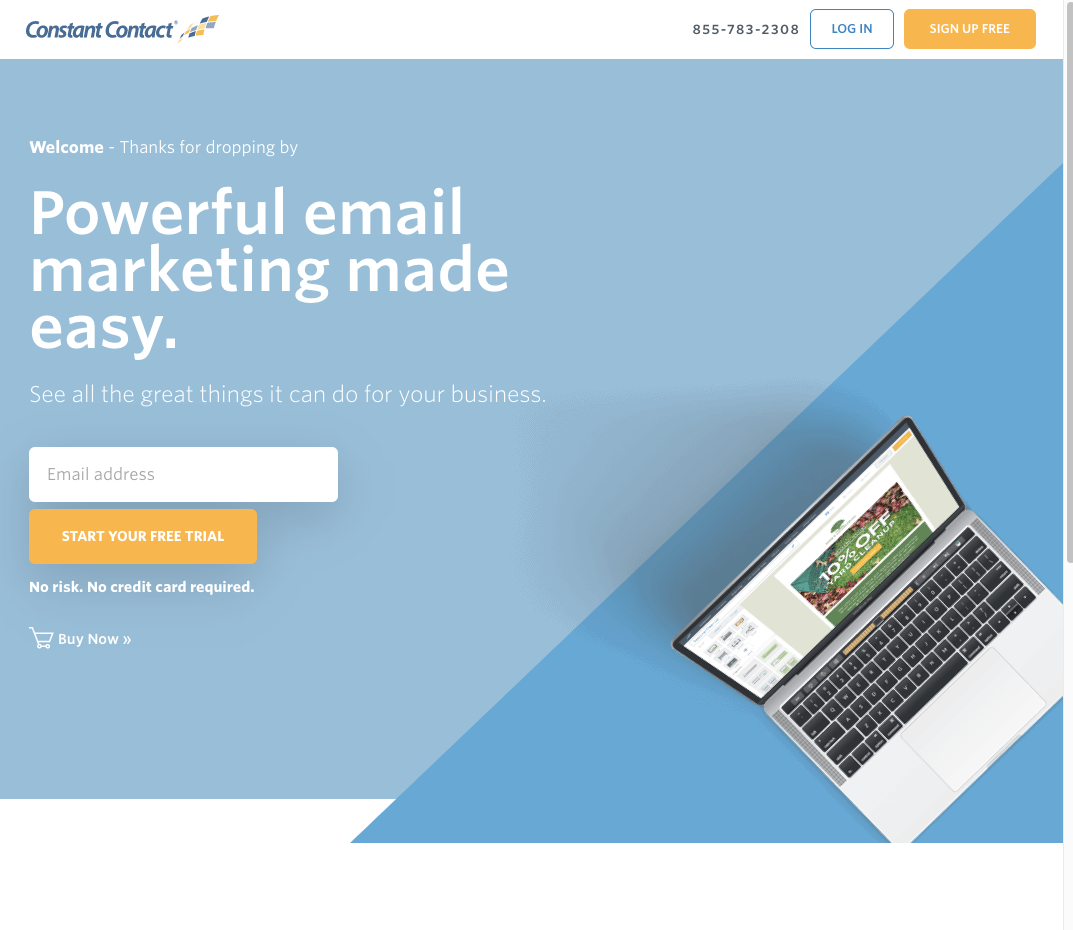 Constant Contact®
855-783-2308
LOG IN
SIGN UP FREE
Welcome - Thanks for dropping by
Powerful email
marketing made
easy.
See all the great things it can do for your business.
Email address
START YOUR FREE TRIAL
No risk. No credit card required.
Buy Now »
10% OFF
YARD CLEANUP